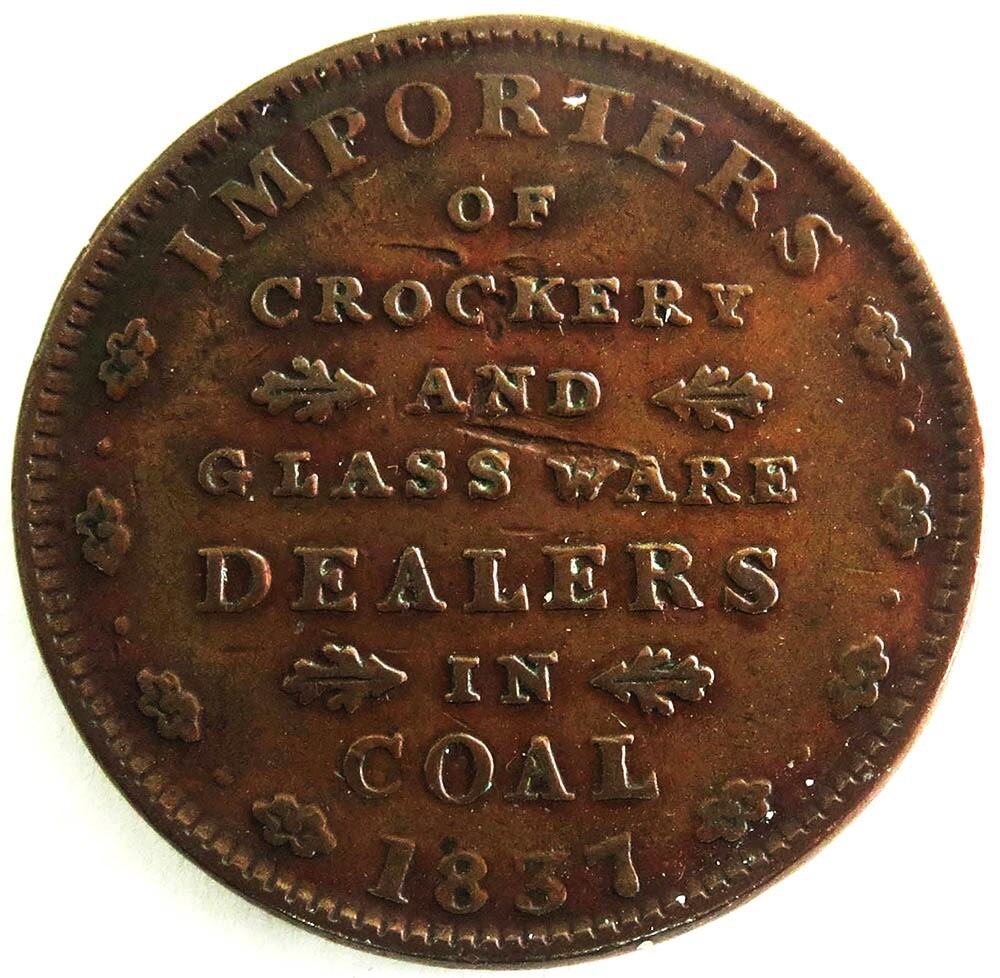 IMPORTERS
OF
CROCKERY
AND
GLASS WARE
DEALERS
IN
COAL
1837